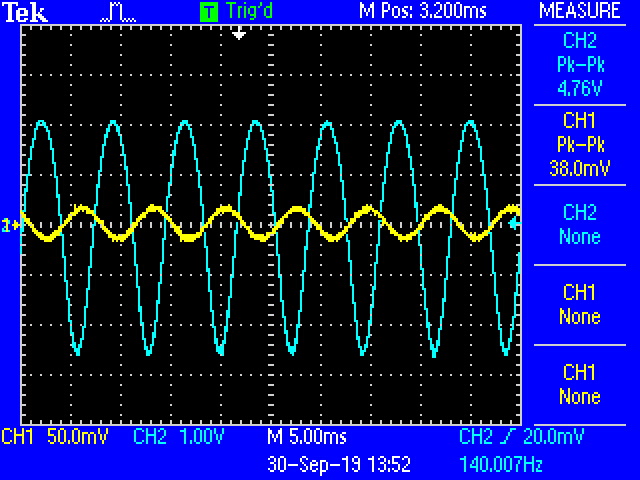 Tek T Trig'd M Pos: 3.200ms MEASURE
CH2
Pk-Pk
4.76V
CH1
Pk-Pk
38.0mV
CH2
None
CH1
None
CH1
None
CH1 50.0mV CH2 1.00V M 5.00ms CH2 20.0mV
30-Sep-19 13:52 140.007Hz